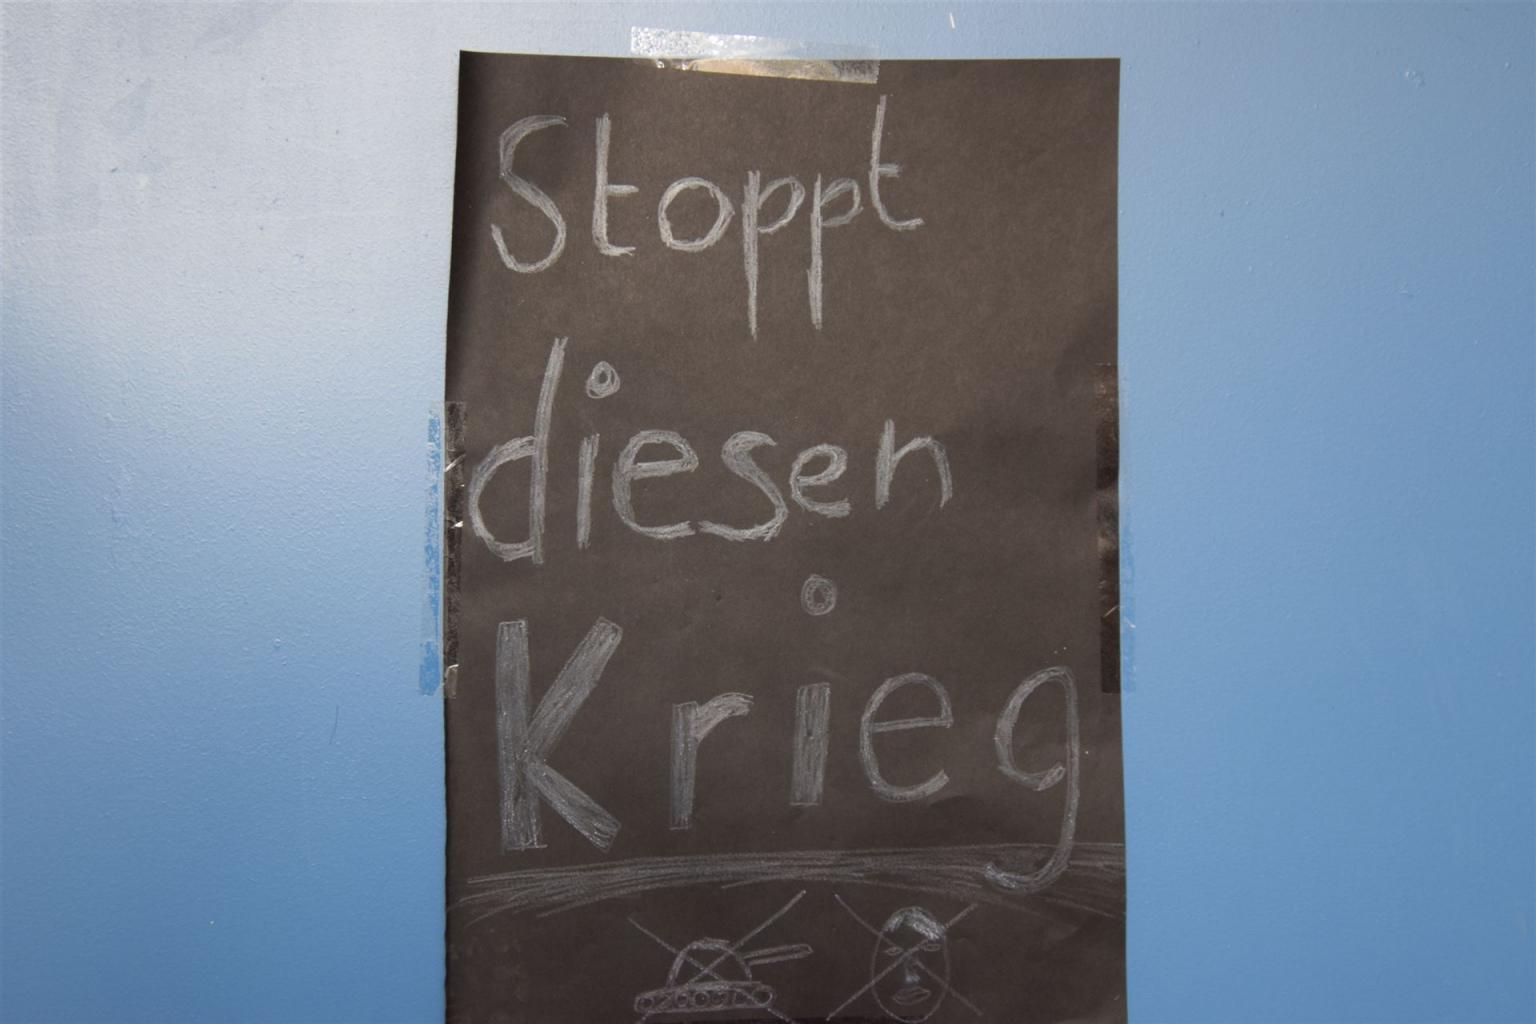 Stoppt
diesen
Krieg